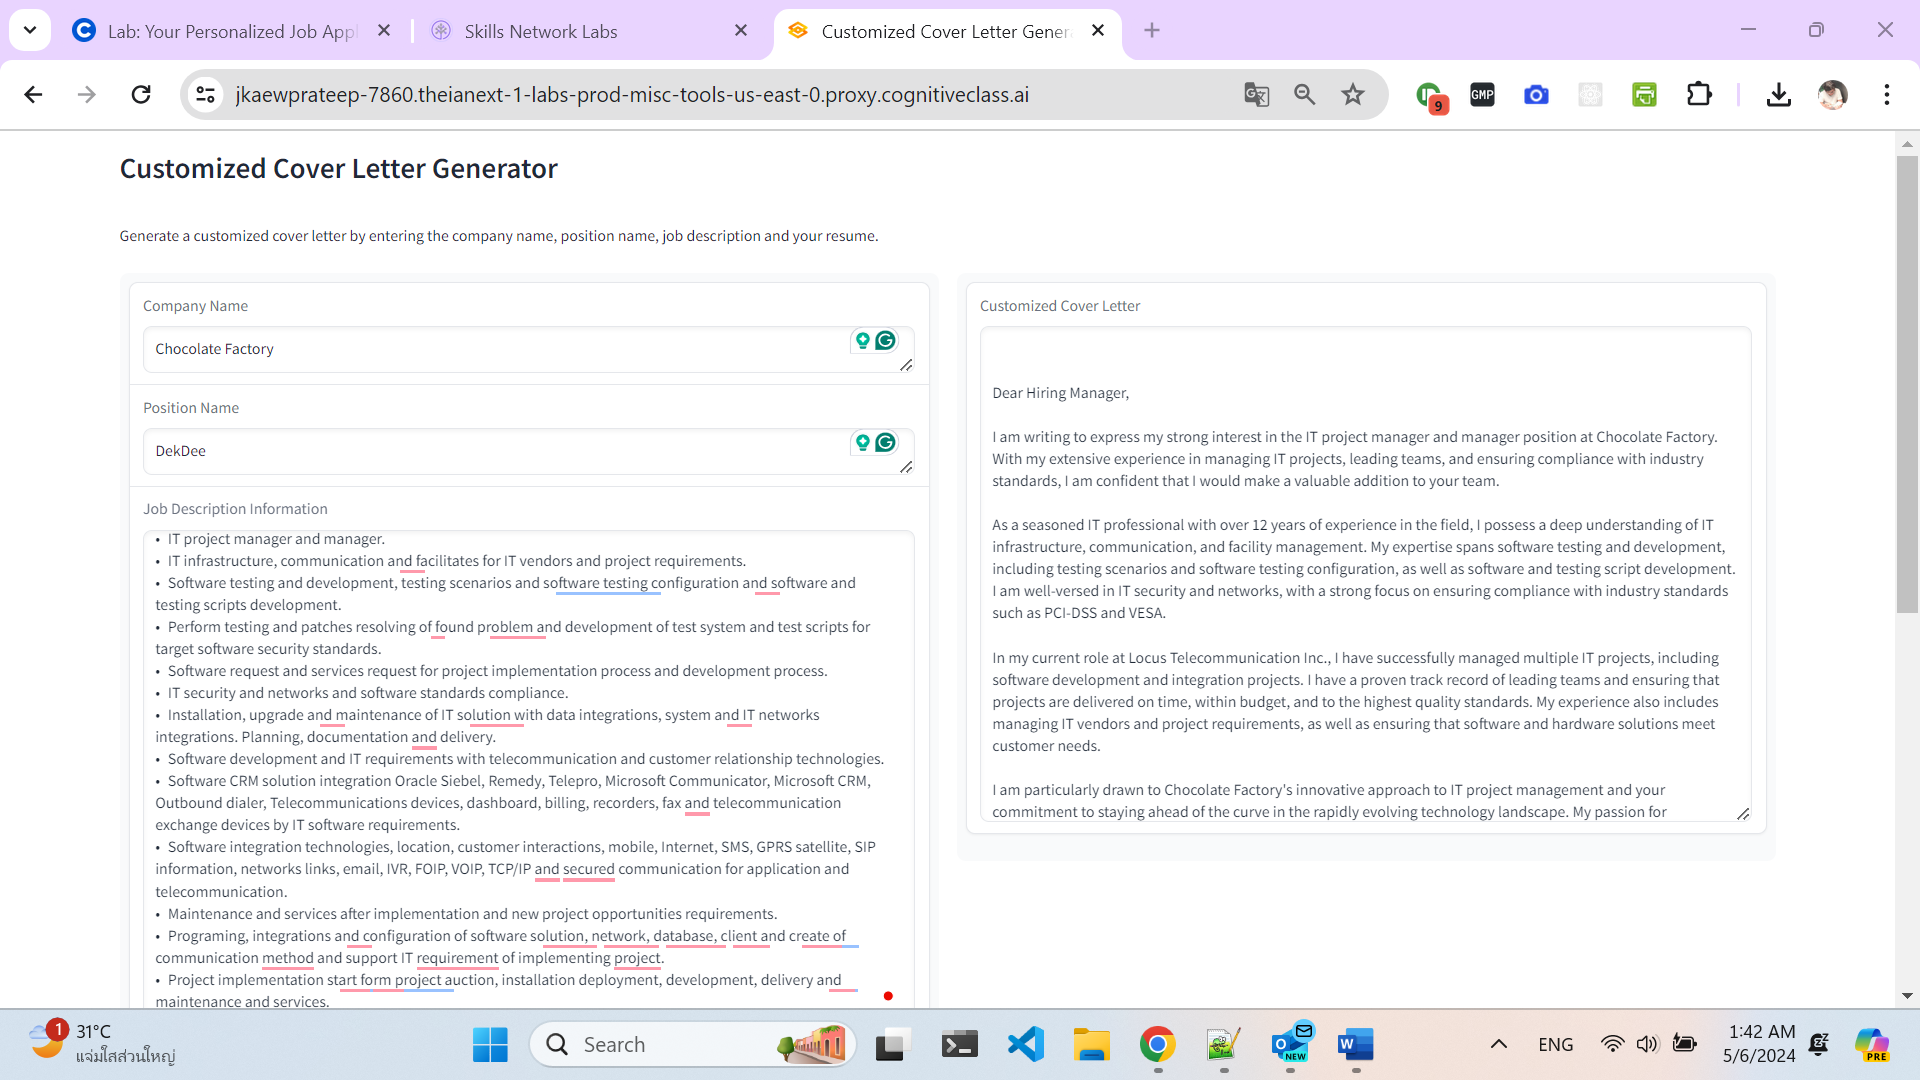 Lab: Your Personalized Job Appl
Skills Network Labs
Customized Cover Letter Genera
jkaewprateep-7860.theianext-1-labs-prod-misc-tools-us-east-0.proxy.cognitiveclass.ai
9
GMP
Customized Cover Letter Generator
Generate a customized cover letter by entering the company name, position name, job description and your resume.
Company Name
Chocolate Factory
Position Name
DekDee
Job Description Information
• IT project manager and manager.
• IT infrastructure, communication and facilitates for IT vendors and project requirements.
• Software testing and development, testing scenarios and software testing configuration and software and
testing scripts development.
• Perform testing and patches resolving of found problem and development of test system and test scripts for
target software security standards.
• Software request and services request for project implementation process and development process.
• IT security and networks and software standards compliance.
• Installation, upgrade and maintenance of IT solution with data integrations, system and IT networks
integrations. Planning, documentation and delivery.
• Software development and IT requirements with telecommunication and customer relationship technologies.
• Software CRM solution integration Oracle Siebel, Remedy, Telepro, Microsoft Communicator, Microsoft CRM,
Outbound dialer, Telecommunications devices, dashboard, billing, recorders, fax and telecommunication
exchange devices by IT software requirements.
• Software integration technologies, location, customer interactions, mobile, Internet, SMS, GPRS satellite, SIP
information, networks links, email, IVR, FOIP, VOIP, TCP/IP and secured communication for application and
telecommunication.
• Maintenance and services after implementation and new project opportunities requirements.
• Programing, integrations and configuration of software solution, network, database, client and create of
communication method and support IT requirement of implementing project.
• Project implementation start form project auction, installation deployment, development, delivery and
maintenance and services.
Customized Cover Letter
Dear Hiring Manager,
I am writing to express my strong interest in the IT project manager and manager position at Chocolate Factory.
With my extensive experience in managing IT projects, leading teams, and ensuring compliance with industry
standards, I am confident that I would make a valuable addition to your team.
As a seasoned IT professional with over 12 years of experience in the field, I possess a deep understanding of IT
infrastructure, communication, and facility management. My expertise spans software testing and development,
including testing scenarios and software testing configuration, as well as software and testing script development.
I am well-versed in IT security and networks, with a strong focus on ensuring compliance with industry standards
such as PCI-DSS and VESA.
In my current role at Locus Telecommunication Inc., I have successfully managed multiple IT projects, including
software development and integration projects. I have a proven track record of leading teams and ensuring that
projects are delivered on time, within budget, and to the highest quality standards. My experience also includes
managing IT vendors and project requirements, as well as ensuring that software and hardware solutions meet
customer needs.
I am particularly drawn to Chocolate Factory's innovative approach to IT project management and your
commitment to staying ahead of the curve in the rapidly evolving technology landscape. My passion for
1
31°C
แจ่มใสส่วนใหญ่
Search
NEW
ENG
1:42 AM
5/6/2024
PRE